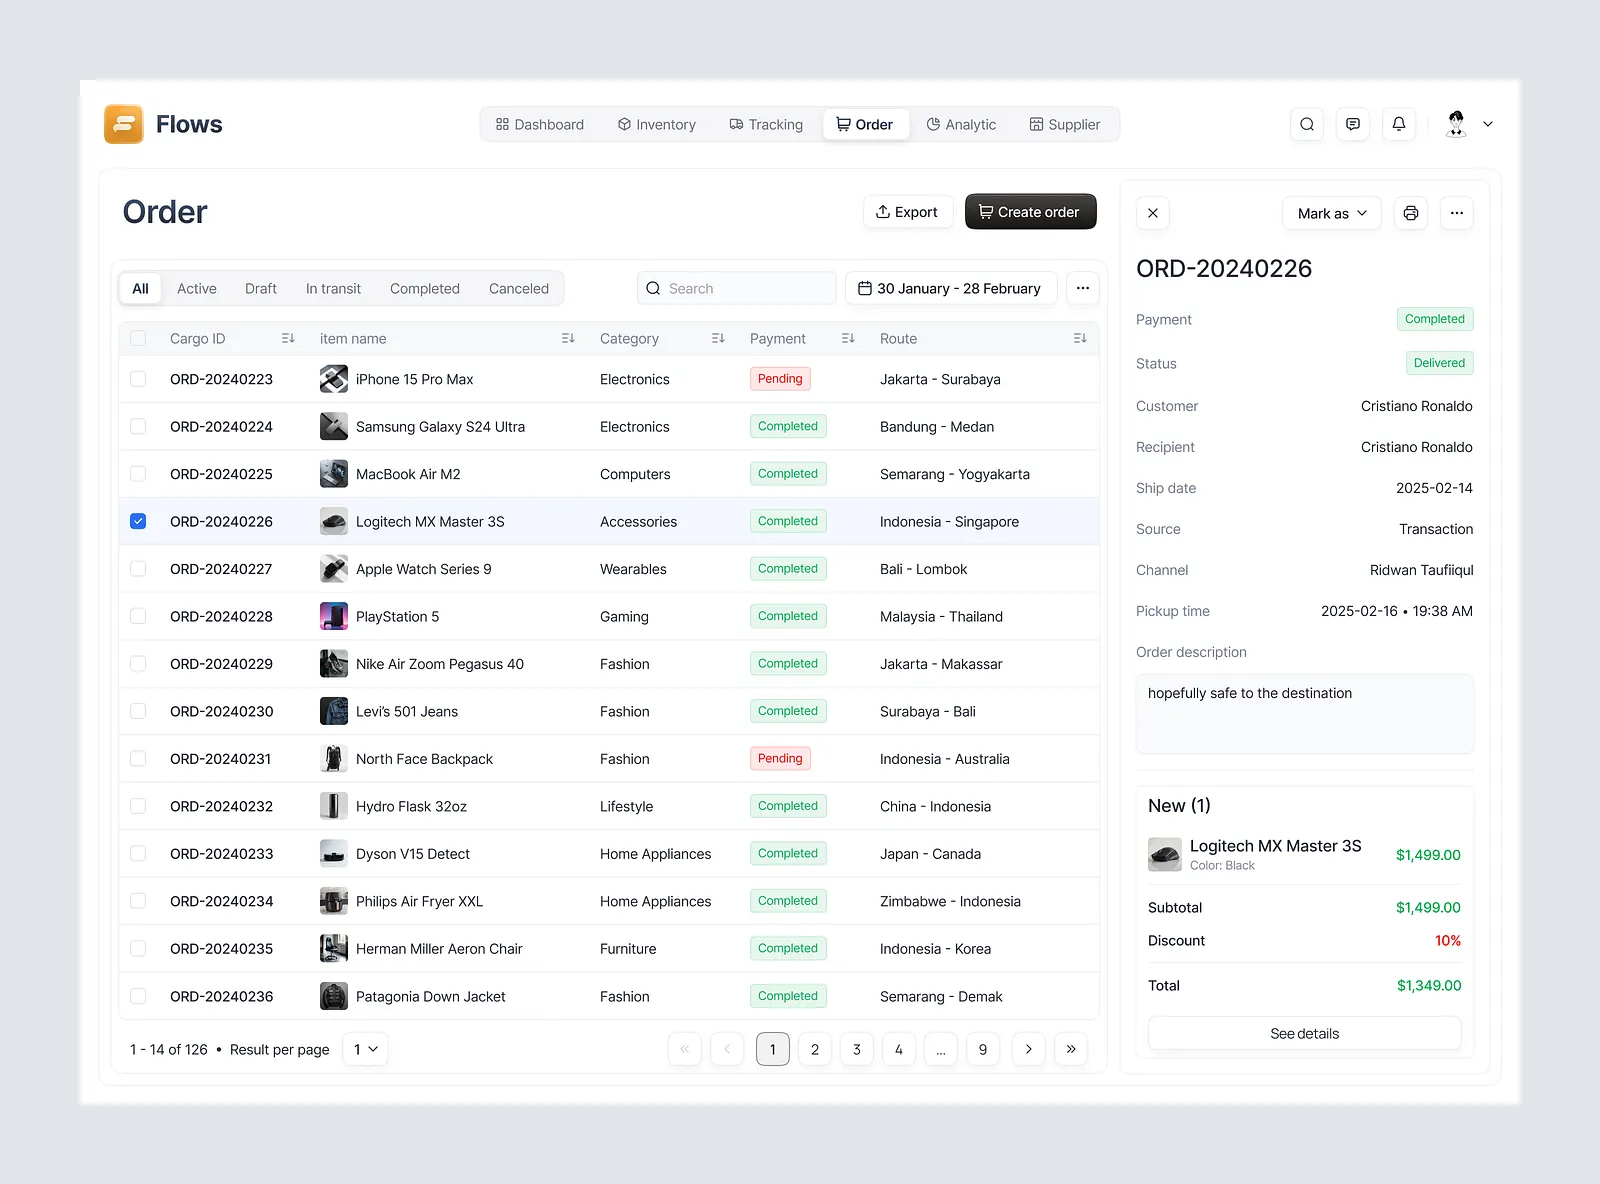 Flows
Dashboard Inventory Tracking Order Analytic Supplier
Order
Export Create order
All Active Draft In transit Completed Canceled
Search
30 January - 28 February
Cargo ID item name Category Payment Route
ORD-20240223 iPhone 15 Pro Max Electronics Pending Jakarta - Surabaya
ORD-20240224 Samsung Galaxy S24 Ultra Electronics Completed Bandung - Medan
ORD-20240225 MacBook Air M2 Computers Completed Semarang - Yogyakarta
ORD-20240226 Logitech MX Master 3S Accessories Completed Indonesia - Singapore
ORD-20240227 Apple Watch Series 9 Wearables Completed Bali - Lombok
ORD-20240228 PlayStation 5 Gaming Completed Malaysia - Thailand
ORD-20240229 Nike Air Zoom Pegasus 40 Fashion Completed Jakarta - Makassar
ORD-20240230 Levi's 501 Jeans Fashion Completed Surabaya - Bali
ORD-20240231 North Face Backpack Fashion Pending Indonesia - Australia
ORD-20240232 Hydro Flask 32oz Lifestyle Completed China - Indonesia
ORD-20240233 Dyson V15 Detect Home Appliances Completed Japan - Canada
ORD-20240234 Philips Air Fryer XXL Home Appliances Completed Zimbabwe - Indonesia
ORD-20240235 Herman Miller Aeron Chair Furniture Completed Indonesia - Korea
ORD-20240236 Patagonia Down Jacket Fashion Completed Semarang - Demak
1 - 14 of 126 • Result per page 1
« < 1 2 3 4 ... 9 > »
Mark as
ORD-20240226
Payment Completed
Status Delivered
Customer Cristiano Ronaldo
Recipient Cristiano Ronaldo
Ship date 2025-02-14
Source Transaction
Channel Ridwan Taufiiqul
Pickup time 2025-02-16 • 19:38 AM
Order description
hopefully safe to the destination
New (1)
Logitech MX Master 3S
Color: Black
$1,499.00
Subtotal $1,499.00
Discount 10%
Total $1,349.00
See details